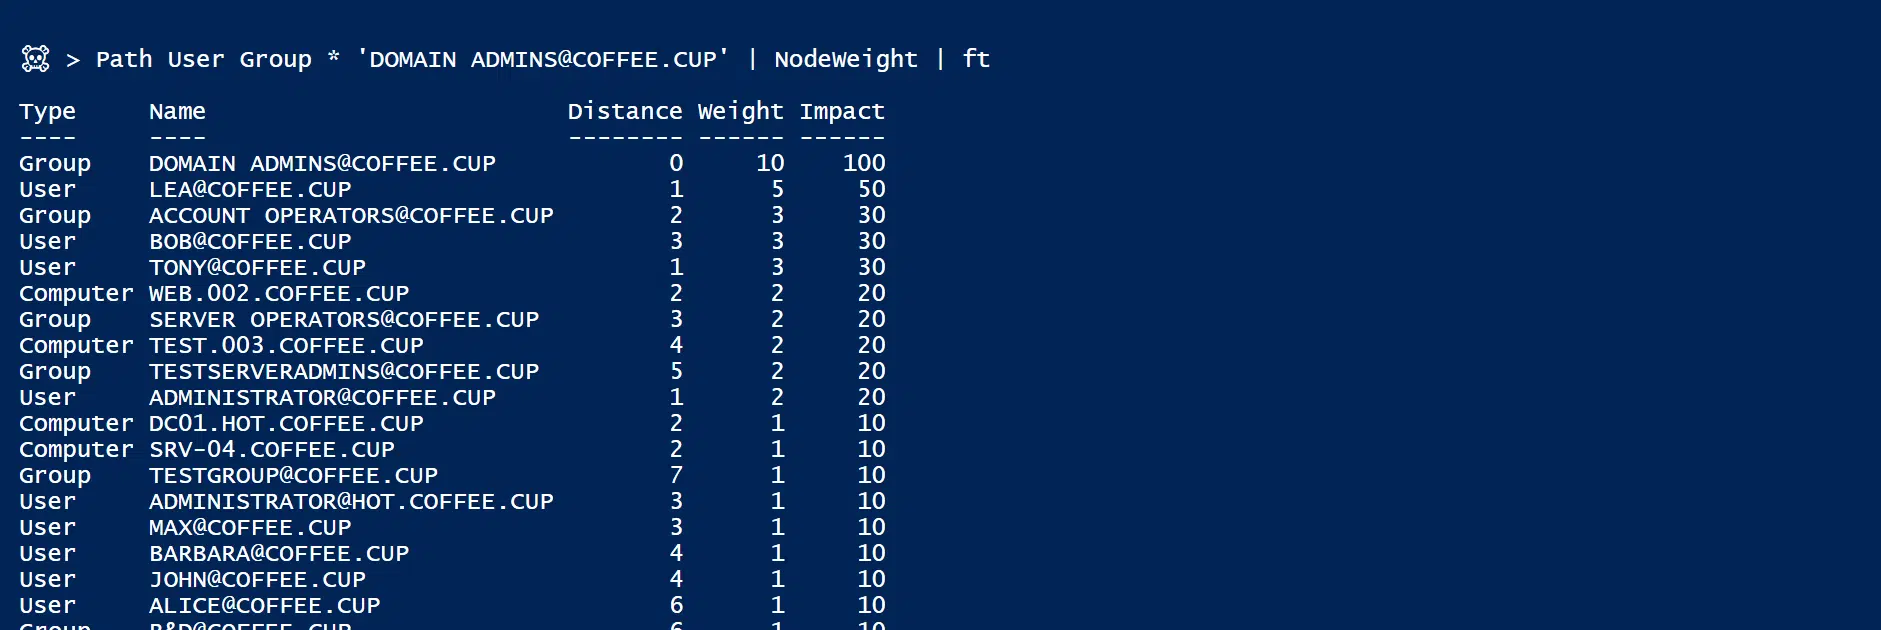 ☠ > Path User Group * 'DOMAIN ADMINS@COFFEE.CUP' | NodeWeight | ft
Type Name Distance Weight Impact
---- ---- -------- ------ ------
Group DOMAIN ADMINS@COFFEE.CUP 0 10 100
User LEA@COFFEE.CUP 1 5 50
Group ACCOUNT OPERATORS@COFFEE.CUP 2 3 30
User BOB@COFFEE.CUP 3 3 30
User TONY@COFFEE.CUP 1 3 30
Computer WEB.002.COFFEE.CUP 2 2 20
Group SERVER OPERATORS@COFFEE.CUP 3 2 20
Computer TEST.003.COFFEE.CUP 4 2 20
Group TESTSERVERADMINS@COFFEE.CUP 5 2 20
User ADMINISTRATOR@COFFEE.CUP 1 2 20
Computer DC01.HOT.COFFEE.CUP 2 1 10
Computer SRV-04.COFFEE.CUP 2 1 10
Group TESTGROUP@COFFEE.CUP 7 1 10
User ADMINISTRATOR@HOT.COFFEE.CUP 3 1 10
User MAX@COFFEE.CUP 3 1 10
User BARBARA@COFFEE.CUP 4 1 10
User JOHN@COFFEE.CUP 4 1 10
User ALICE@COFFEE.CUP 6 1 10
Group R&D@COFFEE.CUP 6 1 10